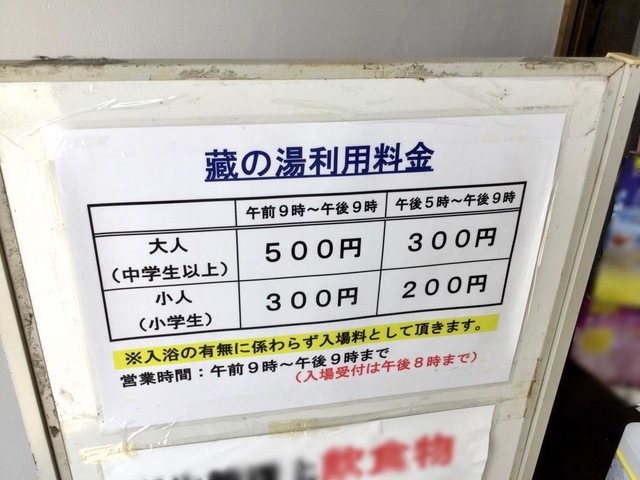 藏の湯利用料金
午前9時～午後9時 午後5時～午後9時
大人
(中学生以上) 500円 300円
小人
(小学生) 300円 200円
※入浴の有無に係わらず入場料として頂きます。
営業時間：午前9時～午後9時まで
(入場受付は午後8時まで)
上飲食物